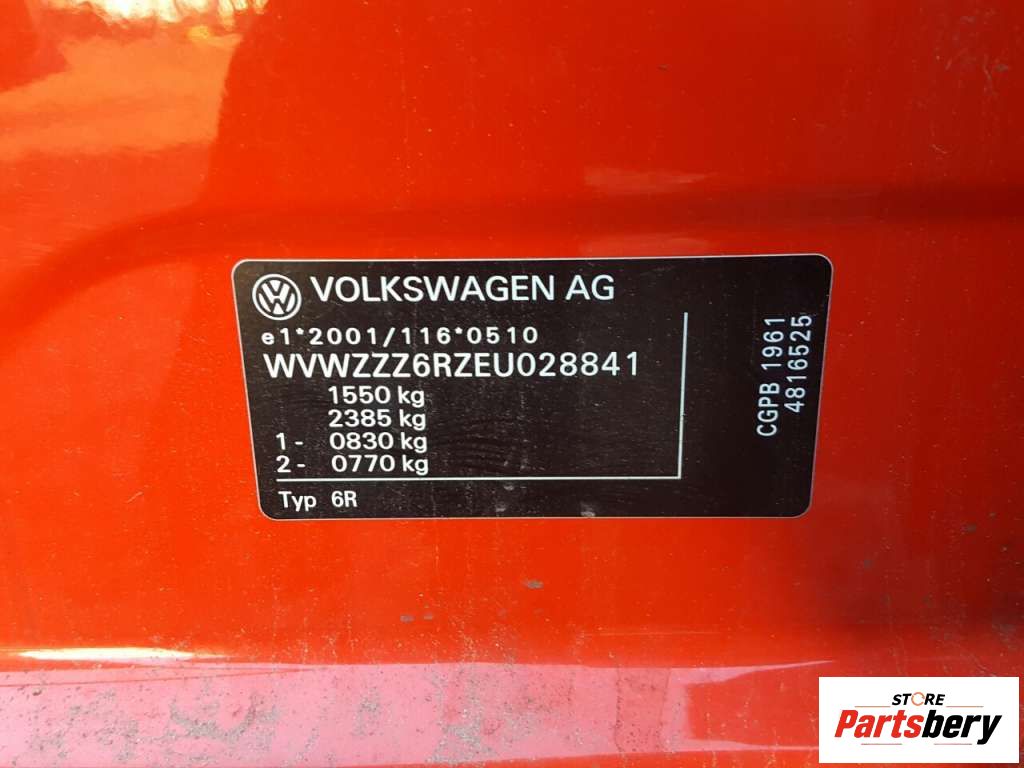 VOLKSWAGEN AG
e1*2001/116*0510
WVWZZZ6RZEU028841
1550 kg
2385 kg
1 - 0830 kg
2 - 0770 kg
Typ 6R
CGPB 1961
4816525
STORE
Partsbery